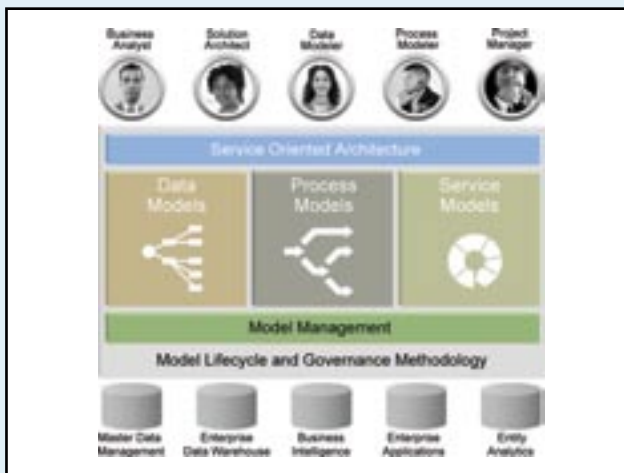 Business
Analyst
Solution
Architect
Data
Modeler
Process
Modeler
Project
Manager
Service Oriented Architecture
Data
Models
Process
Models
Service
Models
Model Management
Model Lifecycle and Governance Methodology
Master Data
Management
Enterprise
Data Warehouse
Business
Intelligence
Enterprise
Applications
Entity
Analytics